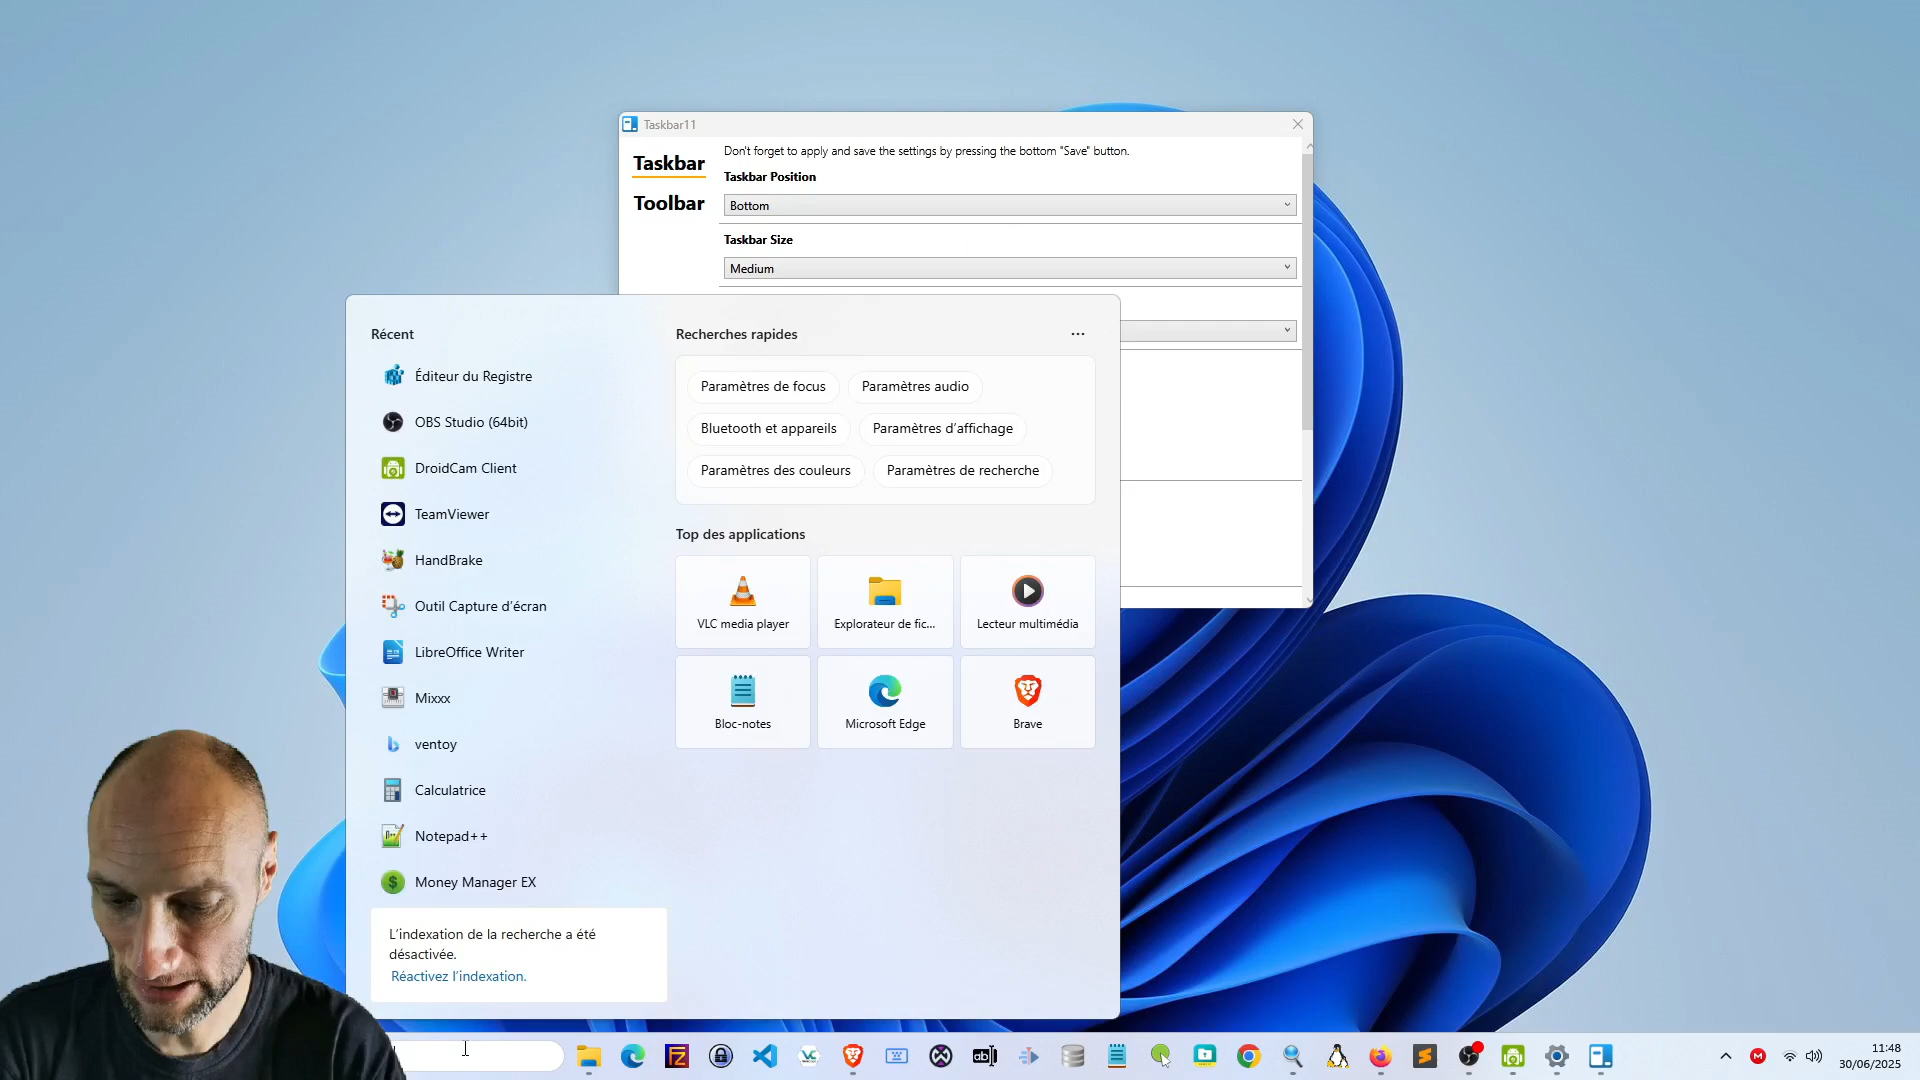 Taskbar11
Taskbar
Toolbar
Don't forget to apply and save the settings by pressing the bottom "Save" button.
Taskbar Position
Bottom
Taskbar Size
Medium
Récent
Éditeur du Registre
OBS Studio (64bit)
DroidCam Client
TeamViewer
HandBrake
Outil Capture d’écran
LibreOffice Writer
Mixxx
ventoy
Calculatrice
Notepad++
Money Manager EX
L’indexation de la recherche a été
désactivée.
Réactivez l’indexation.
Recherches rapides
Paramètres de focus
Paramètres audio
Bluetooth et appareils
Paramètres d’affichage
Paramètres des couleurs
Paramètres de recherche
Top des applications
VLC media player
Explorateur de fic...
Lecteur multimédia
Bloc-notes
Microsoft Edge
Brave
11:48
30/06/2025